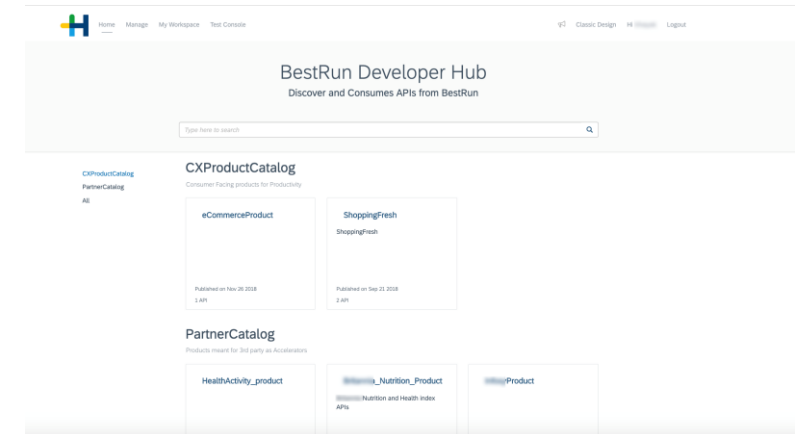 Home Manage My Workspace Test Console Classic Design Hi Logout
BestRun Developer Hub
Discover and Consumes APIs from BestRun
Type here to search
CXProductCatalog
PartnerCatalog
All
CXProductCatalog
Consumer Facing products for Productivity
eCommerceProduct
Published on Nov 26 2018
1 API
ShoppingFresh
ShoppingFresh
Published on Sep 21 2018
2 API
PartnerCatalog
Products meant for 3rd party as Accelerators
HealthActivity_product
_Nutrition_Product
Nutrition and Health Index
APIs
Product